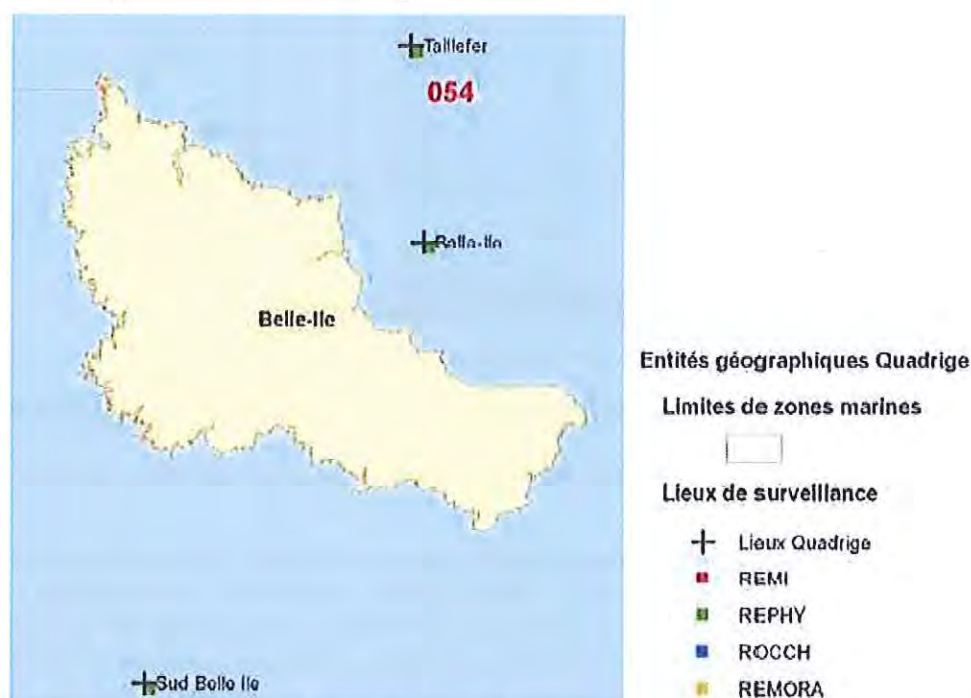 Taillefer
054
Belle-Ile
Belle-Ile
Sud Belle Ile
Entités géographiques Quadrige
Limites de zones marines
Lieux de surveillance
Lieux Quadrige
REMI
REPHY
ROCCH
REMORA